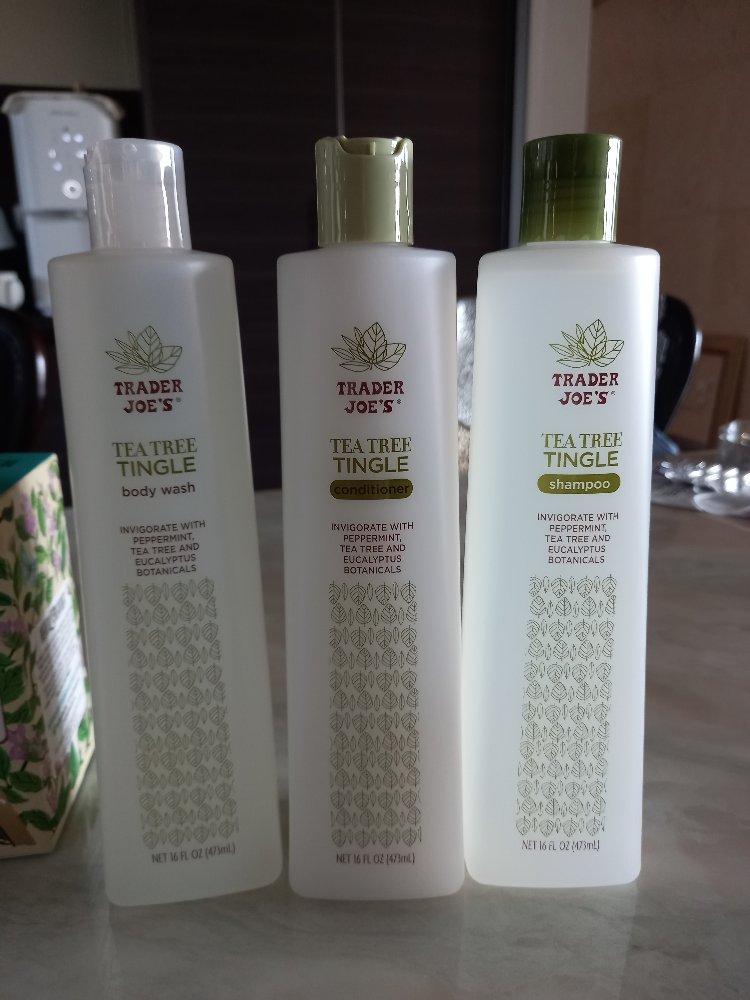 TRADER
JOE'S®
TEA TREE
TINGLE
body wash
INVIGORATE WITH
PEPPERMINT,
TEA TREE AND
EUCALYPTUS
BOTANICALS
NET 16 FL OZ (473mL)
TRADER
JOE'S®
TEA TREE
TINGLE
conditioner
INVIGORATE WITH
PEPPERMINT,
TEA TREE AND
EUCALYPTUS
BOTANICALS
NET 16 FL OZ (473mL)
TRADER
JOE'S®
TEA TREE
TINGLE
shampoo
INVIGORATE WITH
PEPPERMINT,
TEA TREE AND
EUCALYPTUS
BOTANICALS
NET 16 FL OZ (473mL)